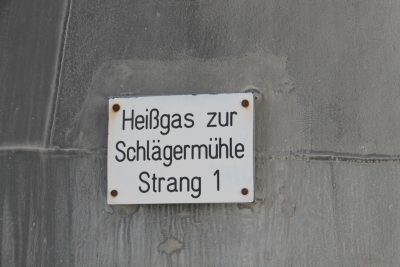 Heißgas zur
Schlägermühle
Strang 1